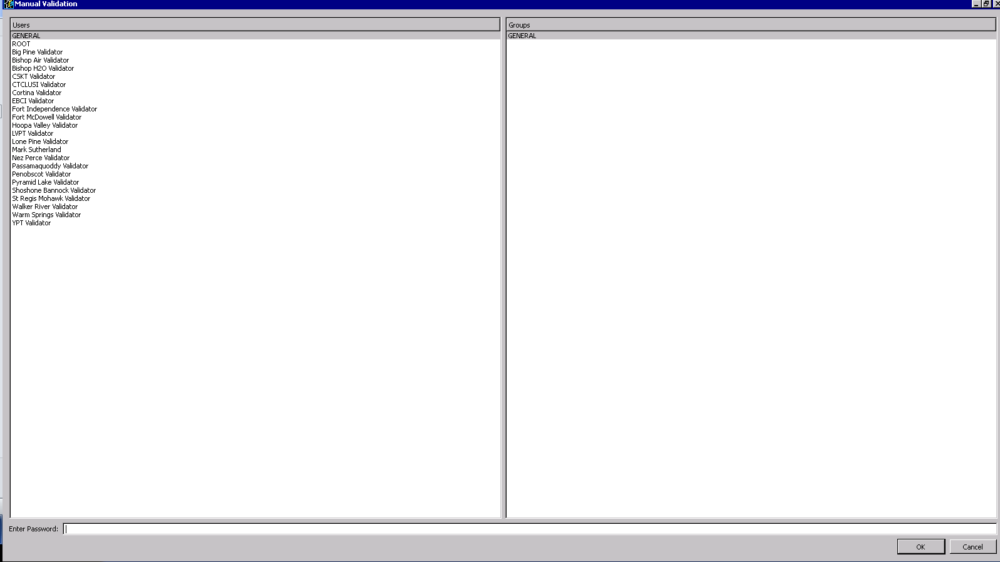 Manual Validation
Users
GENERAL
ROOT
Big Pine Validator
Bishop Air Validator
Bishop H2O Validator
CSKT Validator
CTCLUSI Validator
Cortina Validator
EBCI Validator
Fort Independence Validator
Fort McDowell Validator
Hoopa Valley Validator
LVPT Validator
Lone Pine Validator
Mark Sutherland
Nez Perce Validator
Passamaquoddy Validator
Penobscot Validator
Pyramid Lake Validator
Shoshone Bannock Validator
St Regis Mohawk Validator
Walker River Validator
Warm Springs Validator
YPT Validator
Groups
GENERAL
Enter Password:
OK
Cancel